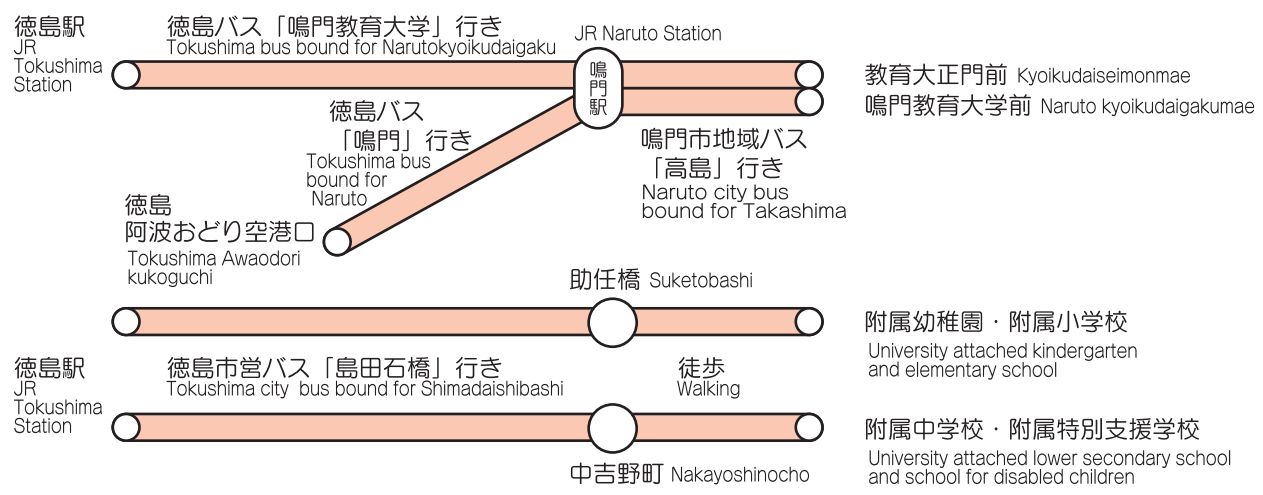 徳島駅
JR
Tokushima
Station
徳島バス「鳴門教育大学」行き
Tokushima bus bound for Narutokyoikudaigaku
JR Naruto Station
鳴門駅
教育大正門前 Kyoikudaiseimonmae
鳴門教育大学前 Naruto kyoikudaigakumae
徳島バス
「鳴門」行き
Tokushima bus
bound for
Naruto
鳴門市地域バス
「高島」行き
Naruto city bus
bound for Takashima
徳島
阿波おどり空港口
Tokushima Awaodori
kukoguchi
助任橋 Suketobashi
附属幼稚園・附属小学校
University attached kindergarten
and elementary school
徳島駅
JR
Tokushima
Station
徳島市営バス「島田石橋」行き
Tokushima city bus bound for Shimadaishibashi
徒歩
Walking
附属中学校・附属特別支援学校
University attached lower secondary school
and school for disabled children
中吉野町 Nakayoshinocho